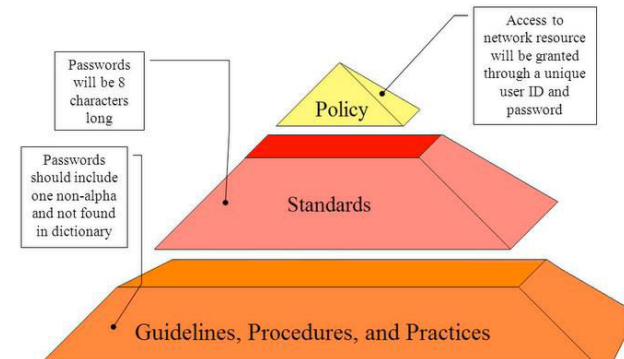 Access to
network resource
will be granted
through a unique
user ID and
password
Passwords
will be 8
characters
long
Policy
Passwords
should include
one non-alpha
and not found
in dictionary
Standards
Guidelines, Procedures, and Practices